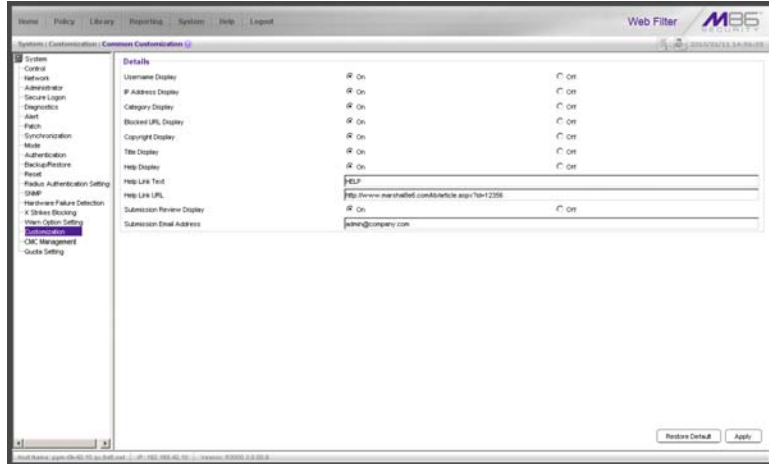 Home Policy Library Reporting System Help Logout
Web Filter
M86
SECURITY
System : Customization : Common Customization
System
Control
Network
Administrator
Secure Logon
Diagnostics
Alert
Patch
Synchronization
Mode
Authentication
Backup/Restore
Reset
Radius Authentication Setting
SNMP
Hardware Failure Detection
X Strikes Blocking
Warn Option Setting
Customization
CMC Management
Quota Setting
Details
Username Display On Off
IP Address Display On Off
Category Display On Off
Blocked URL Display On Off
Copyright Display On Off
Title Display On Off
Help Display On Off
Help Link Text HELP
Help Link URL
Submission Review Display On Off
Submission Email Address admin@company.com
Restore Default Apply
Host Name: